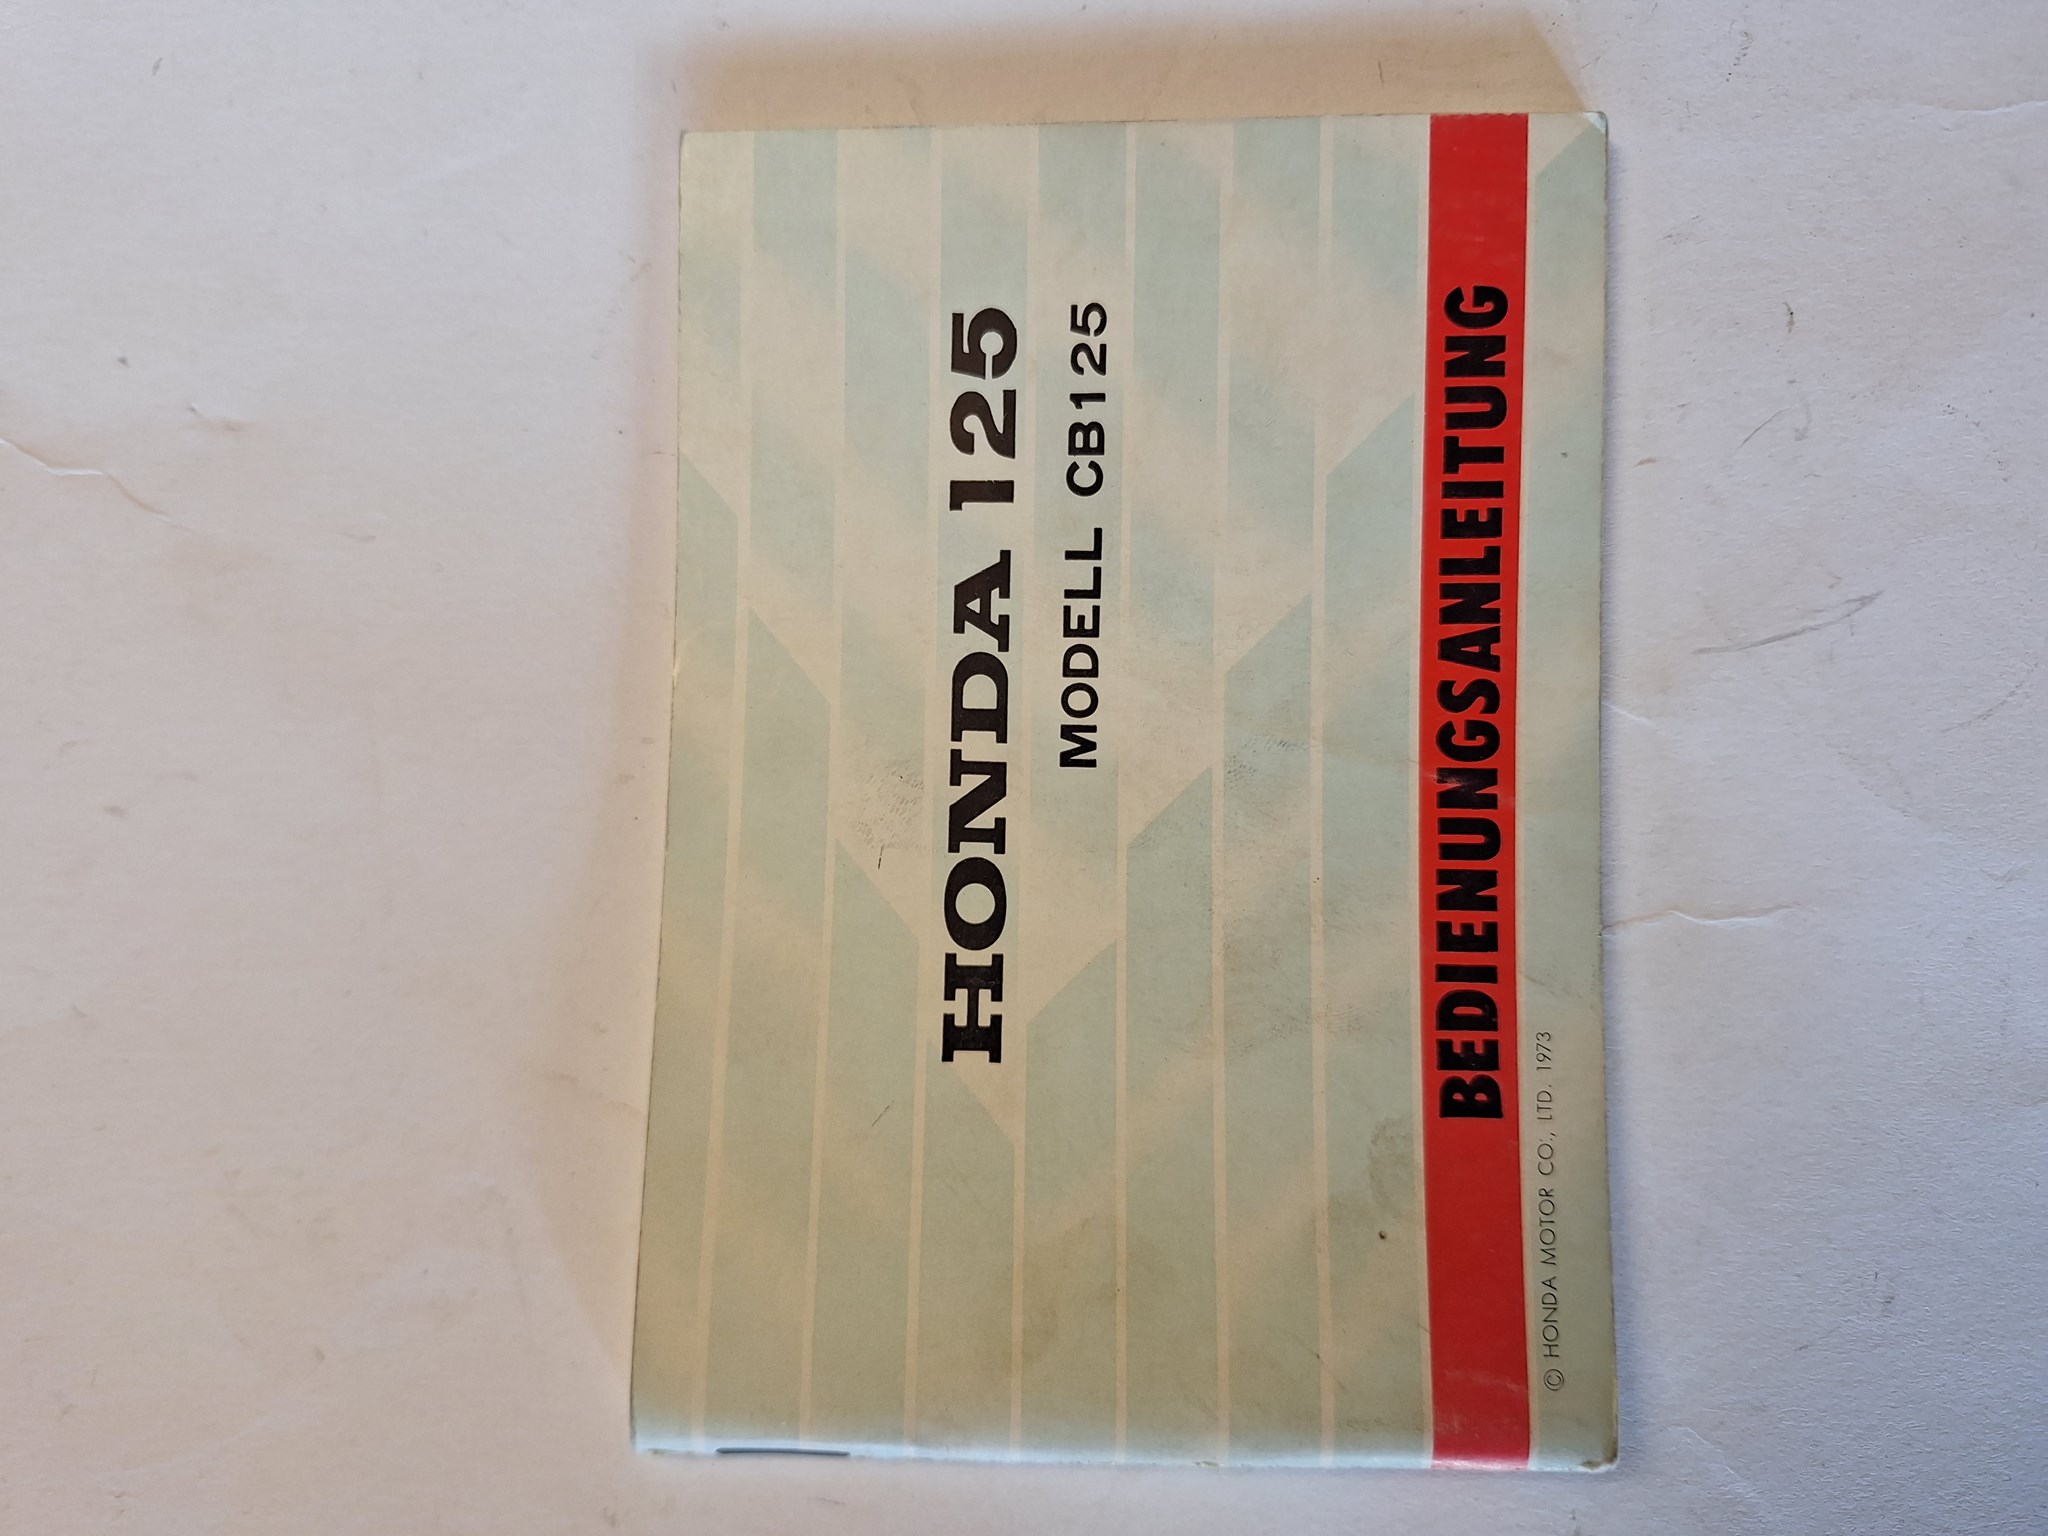 HONDA 125
MODELL CB125
BEDIENUNGSANLEITUNG
© HONDA MOTOR CO., LTD. 1973